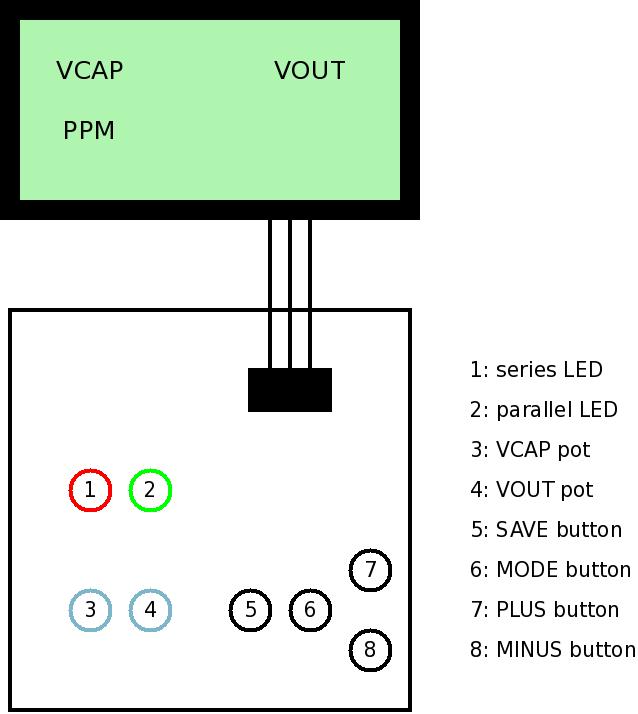 VCAP VOUT
PPM
1 2
7
3 4 5 6
8
1: series LED
2: parallel LED
3: VCAP pot
4: VOUT pot
5: SAVE button
6: MODE button
7: PLUS button
8: MINUS button